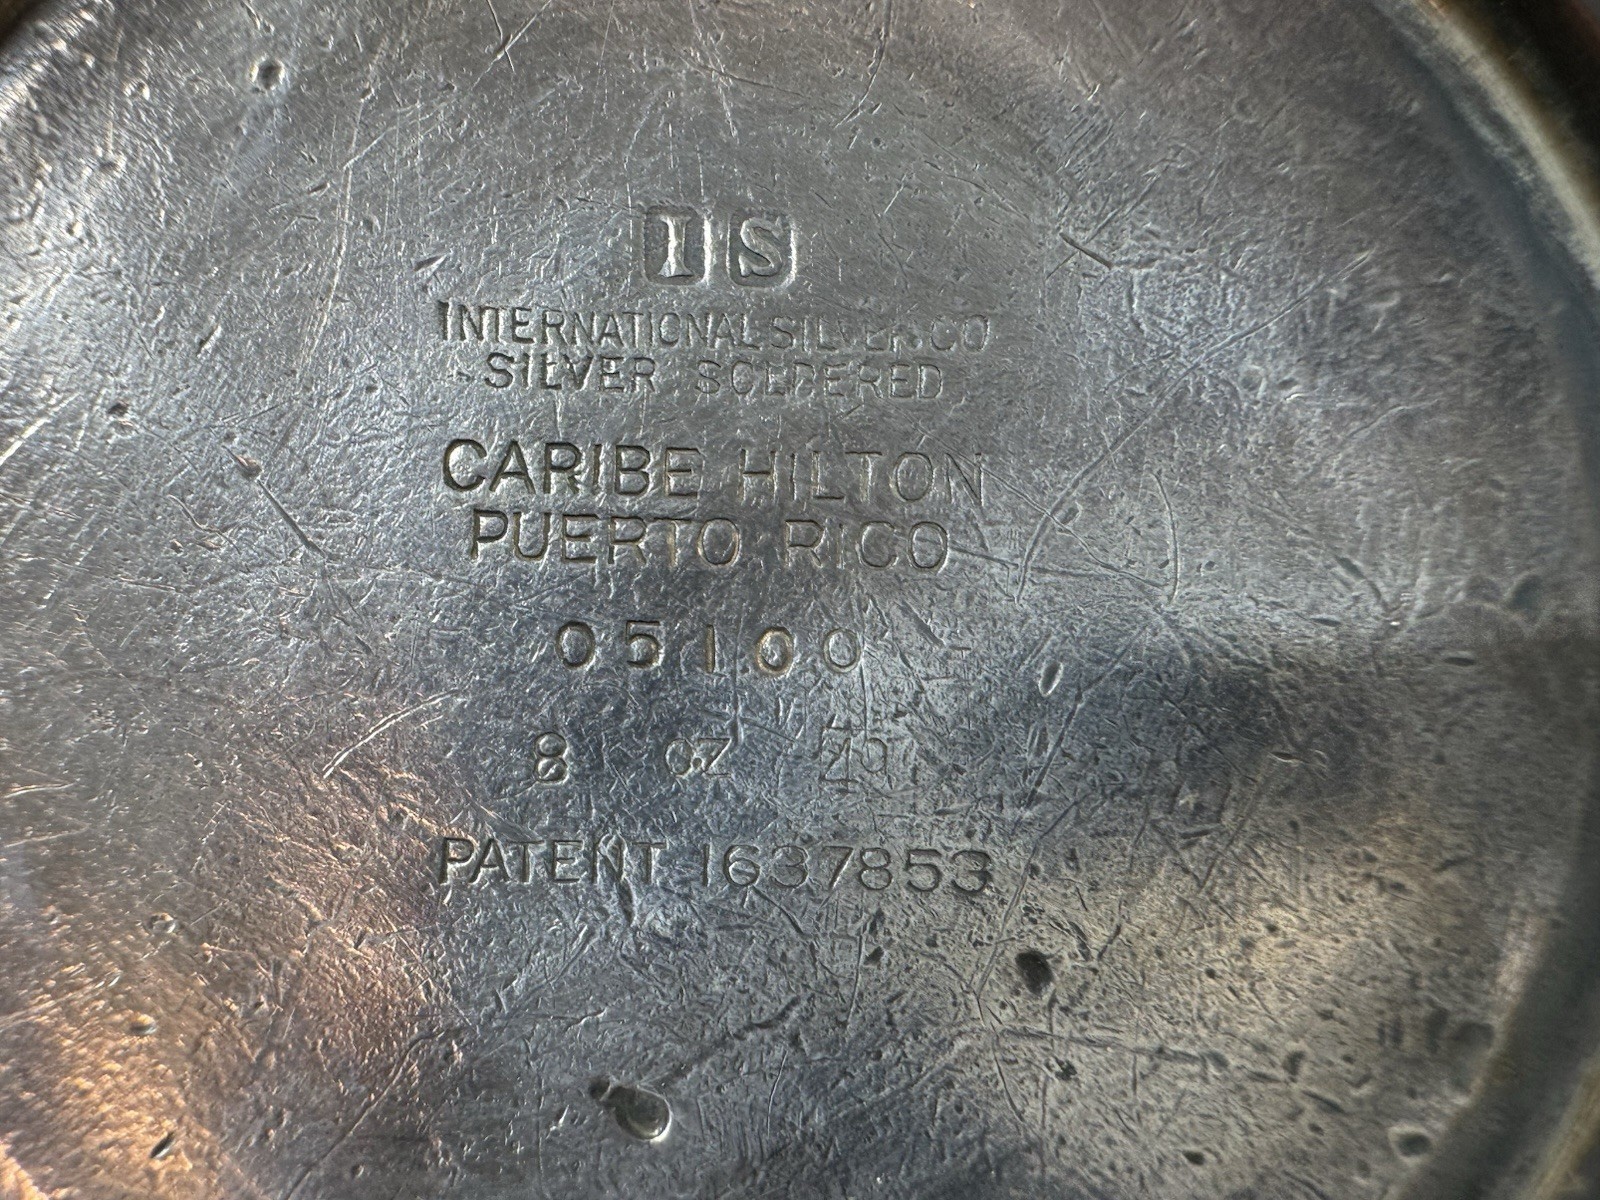 IS
INTERNATIONAL SILVER CO
SILVER SOLDERED
CARIBE HILTON
PUERTO RICO
05100
8 OZ
PATENT 1637853